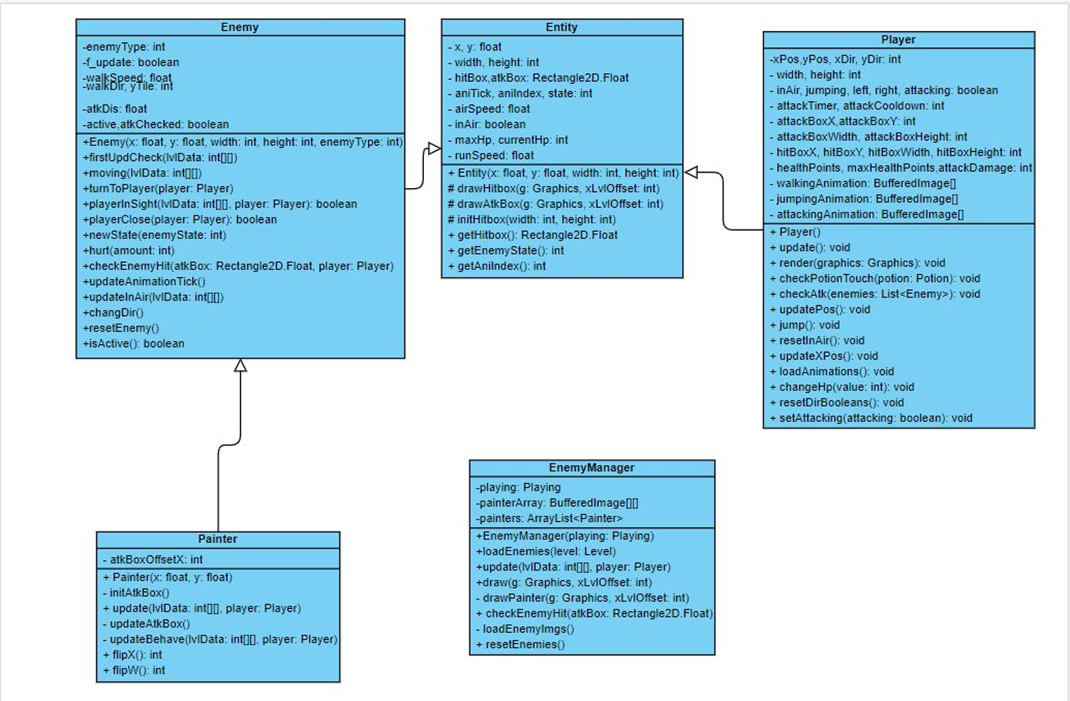 Enemy
-enemyType: int
-f_update: boolean
-walkSpeed: float
-walkDir, yTile: int
-atkDis: float
-active,atkChecked: boolean
+Enemy(x: float, y: float, width: int, height: int, enemyType: int)
+firstUpdCheck(lvlData: int[][])
+moving(lvlData: int[][])
+turnToPlayer(player: Player)
+playerInSight(lvlData: int[][], player: Player): boolean
+playerClose(player: Player): boolean
+newState(enemyState: int)
+hurt(amount: int)
+checkEnemyHit(atkBox: Rectangle2D.Float, player: Player)
+updateAnimationTick()
+updateInAir(lvlData: int[][])
+changDir()
+resetEnemy()
+isActive(): boolean
Entity
- x, y: float
- width, height: int
- hitBox,atkBox: Rectangle2D.Float
- aniTick, aniIndex, state: int
- airSpeed: float
- inAir: boolean
- maxHp, currentHp: int
- runSpeed: float
+ Entity(x: float, y: float, width: int, height: int)
# drawHitbox(g: Graphics, xLvlOffset: int)
# drawAtkBox(g: Graphics, xLvlOffset: int)
# initHitbox(width: int, height: int)
+ getHitbox(): Rectangle2D.Float
+ getEnemyState(): int
+ getAniIndex(): int
Player
-xPos,yPos, xDir, yDir: int
- width, height: int
- inAir, jumping, left, right, attacking: boolean
- attackTimer, attackCooldown: int
- attackBoxX,attackBoxY: int
- attackBoxWidth, attackBoxHeight: int
- hitBoxX, hitBoxY, hitBoxWidth, hitBoxHeight: int
- healthPoints, maxHealthPoints,attackDamage: int
- walkingAnimation: BufferedImage[]
- jumpingAnimation: BufferedImage[]
- attackingAnimation: BufferedImage[]
+ Player()
+ update(): void
+ render(graphics: Graphics): void
+ checkPotionTouch(potion: Potion): void
+ checkAtk(enemies: List<Enemy>): void
+ updatePos(): void
+ jump(): void
+ resetInAir(): void
+ updateXPos(): void
+ loadAnimations(): void
+ changeHp(value: int): void
+ resetDirBooleans(): void
+ setAttacking(attacking: boolean): void
Painter
- atkBoxOffsetX: int
+ Painter(x: float, y: float)
- initAtkBox()
+ update(lvlData: int[][], player: Player)
- updateAtkBox()
- updateBehave(lvlData: int[][], player: Player)
+ flipX(): int
+ flipW(): int
EnemyManager
-playing: Playing
-painterArray: BufferedImage[][]
-painters: ArrayList<Painter>
+EnemyManager(playing: Playing)
+loadEnemies(level: Level)
+update(lvlData: int[][], player: Player)
+draw(g: Graphics, xLvlOffset: int)
- drawPainter(g: Graphics, xLvlOffset: int)
+ checkEnemyHit(atkBox: Rectangle2D.Float)
- loadEnemyImgs()
+ resetEnemies()